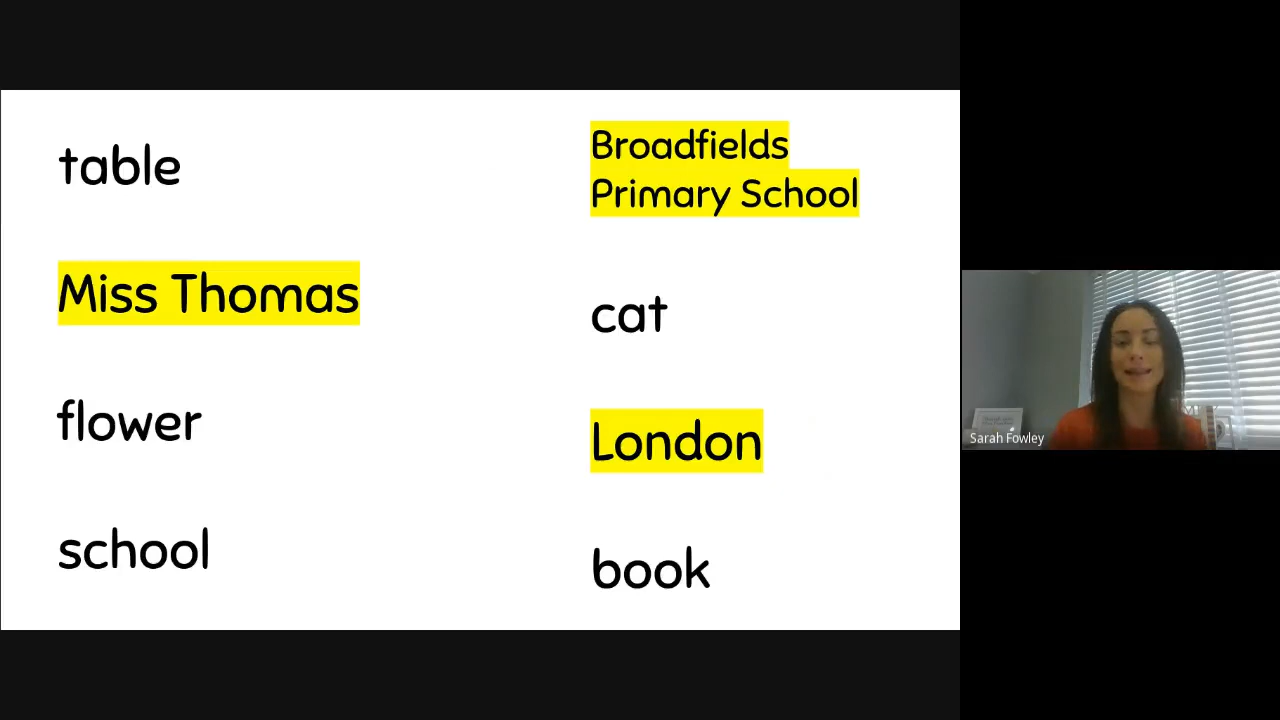 table
Miss Thomas
flower
school
Broadfields
Primary School
cat
London
book
Sarah Fowley